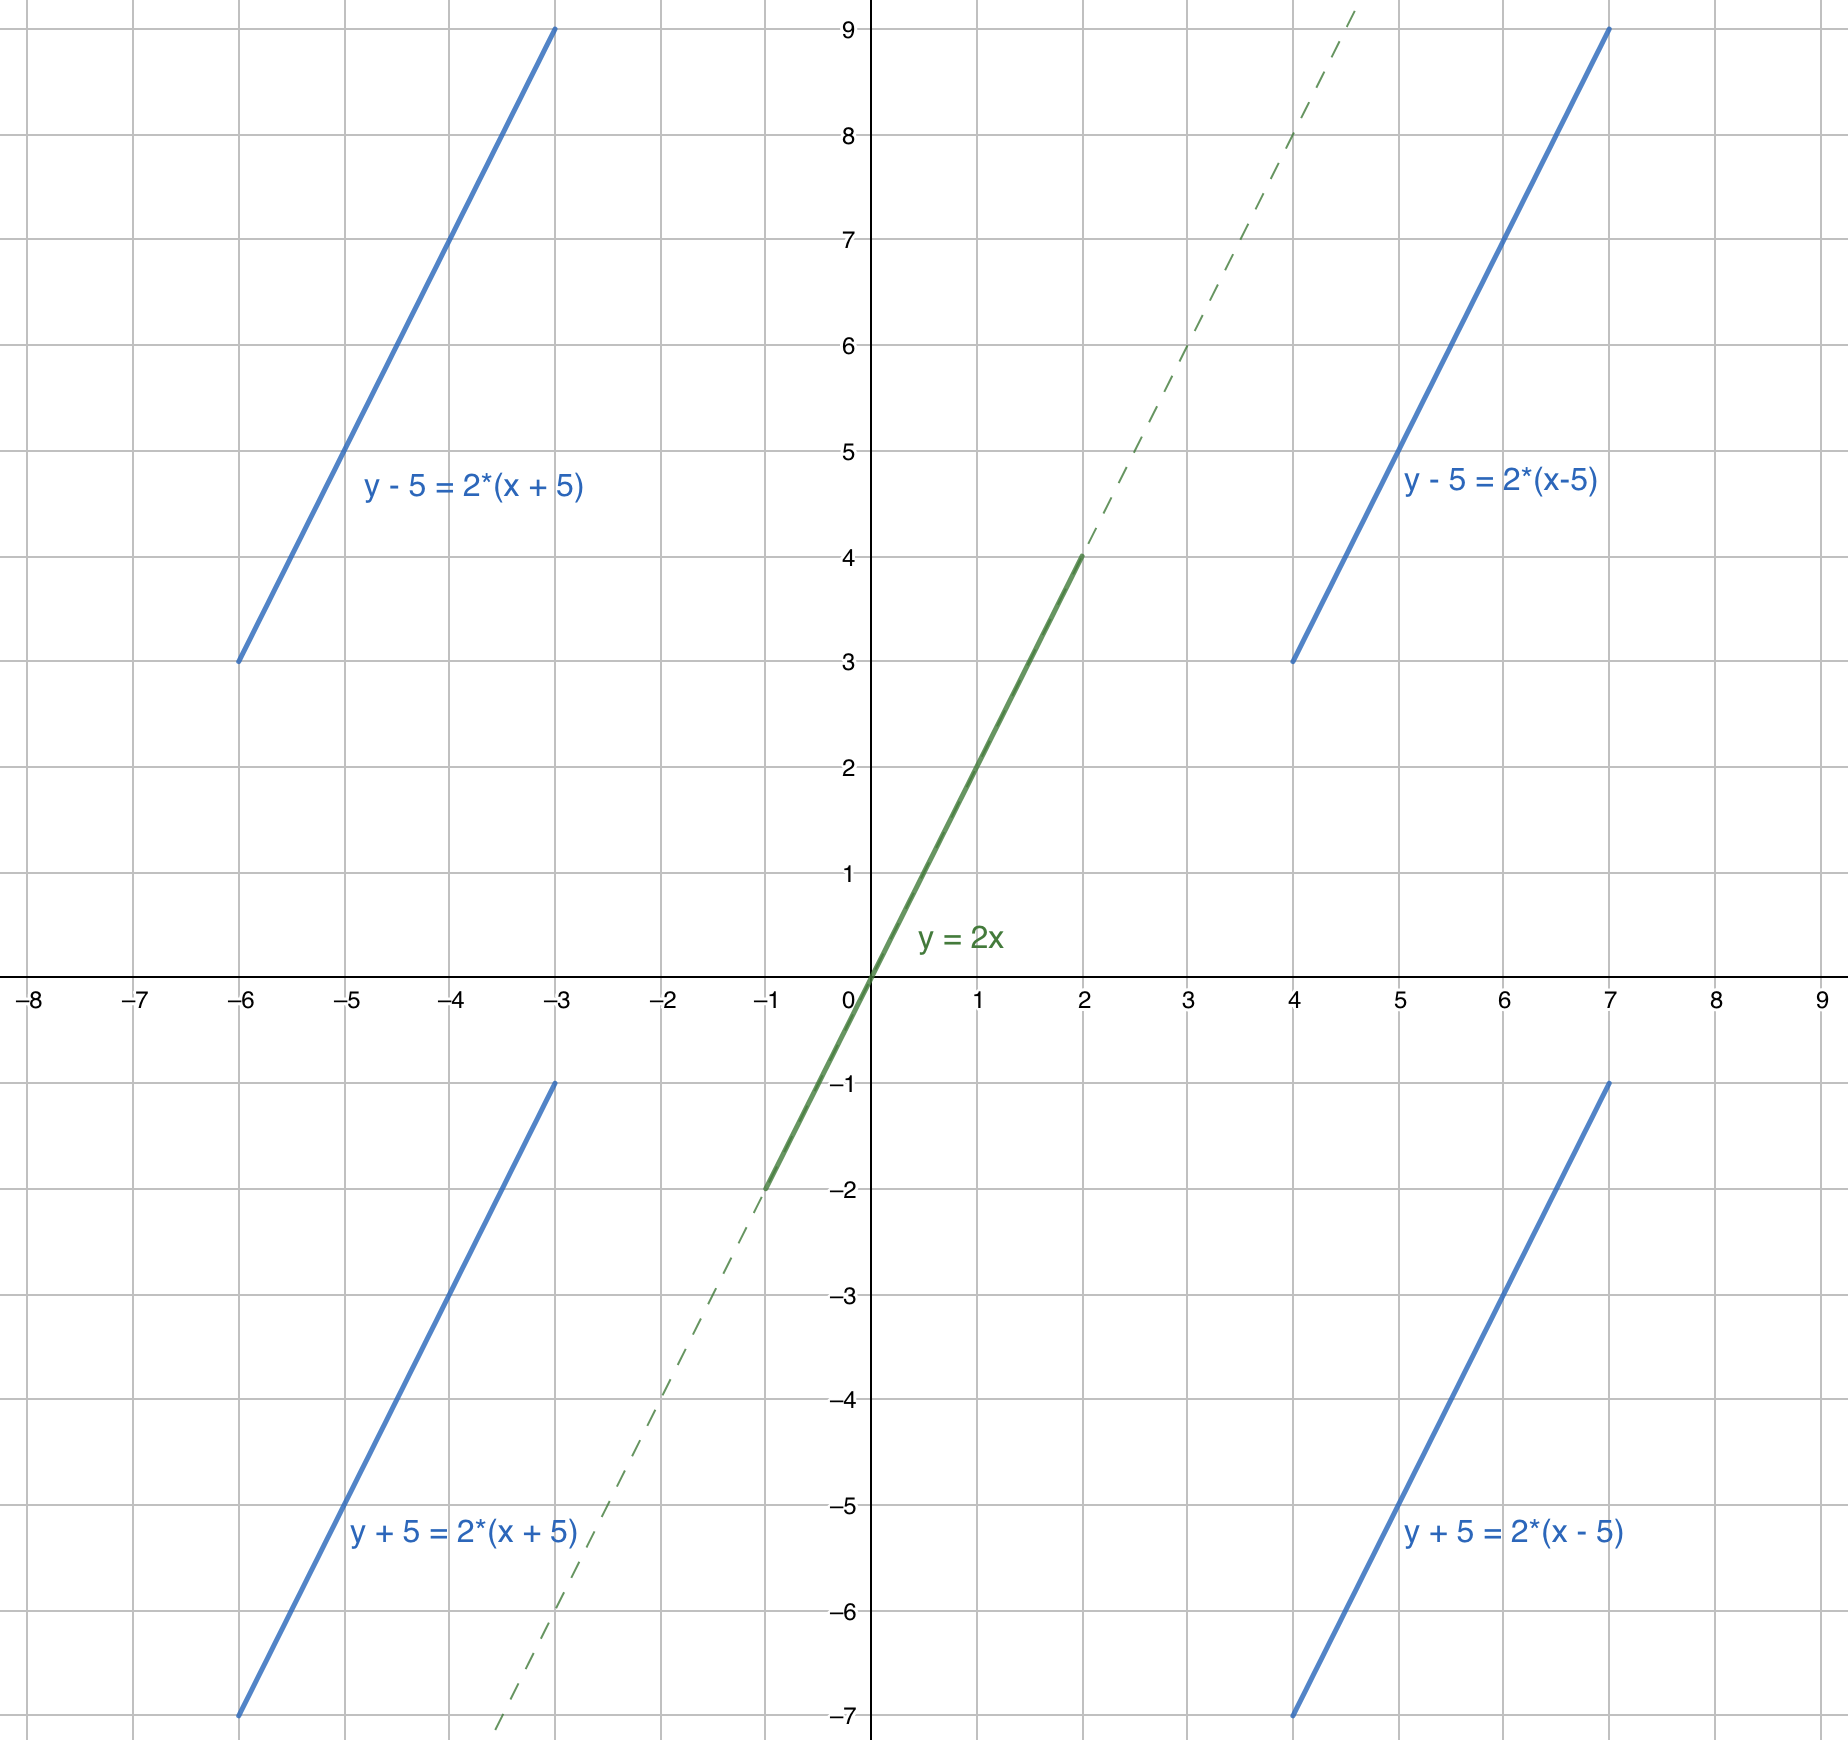 9
8
7
6
5
y - 5 = 2*(x + 5)
y - 5 = 2*(x-5)
4
3
2
1
y = 2x
–8 –7 –6 –5 –4 –3 –2 –1 0 1 2 3 4 5 6 7 8 9
–1
–2
–3
–4
–5
y + 5 = 2*(x + 5)
y + 5 = 2*(x - 5)
–6
–7